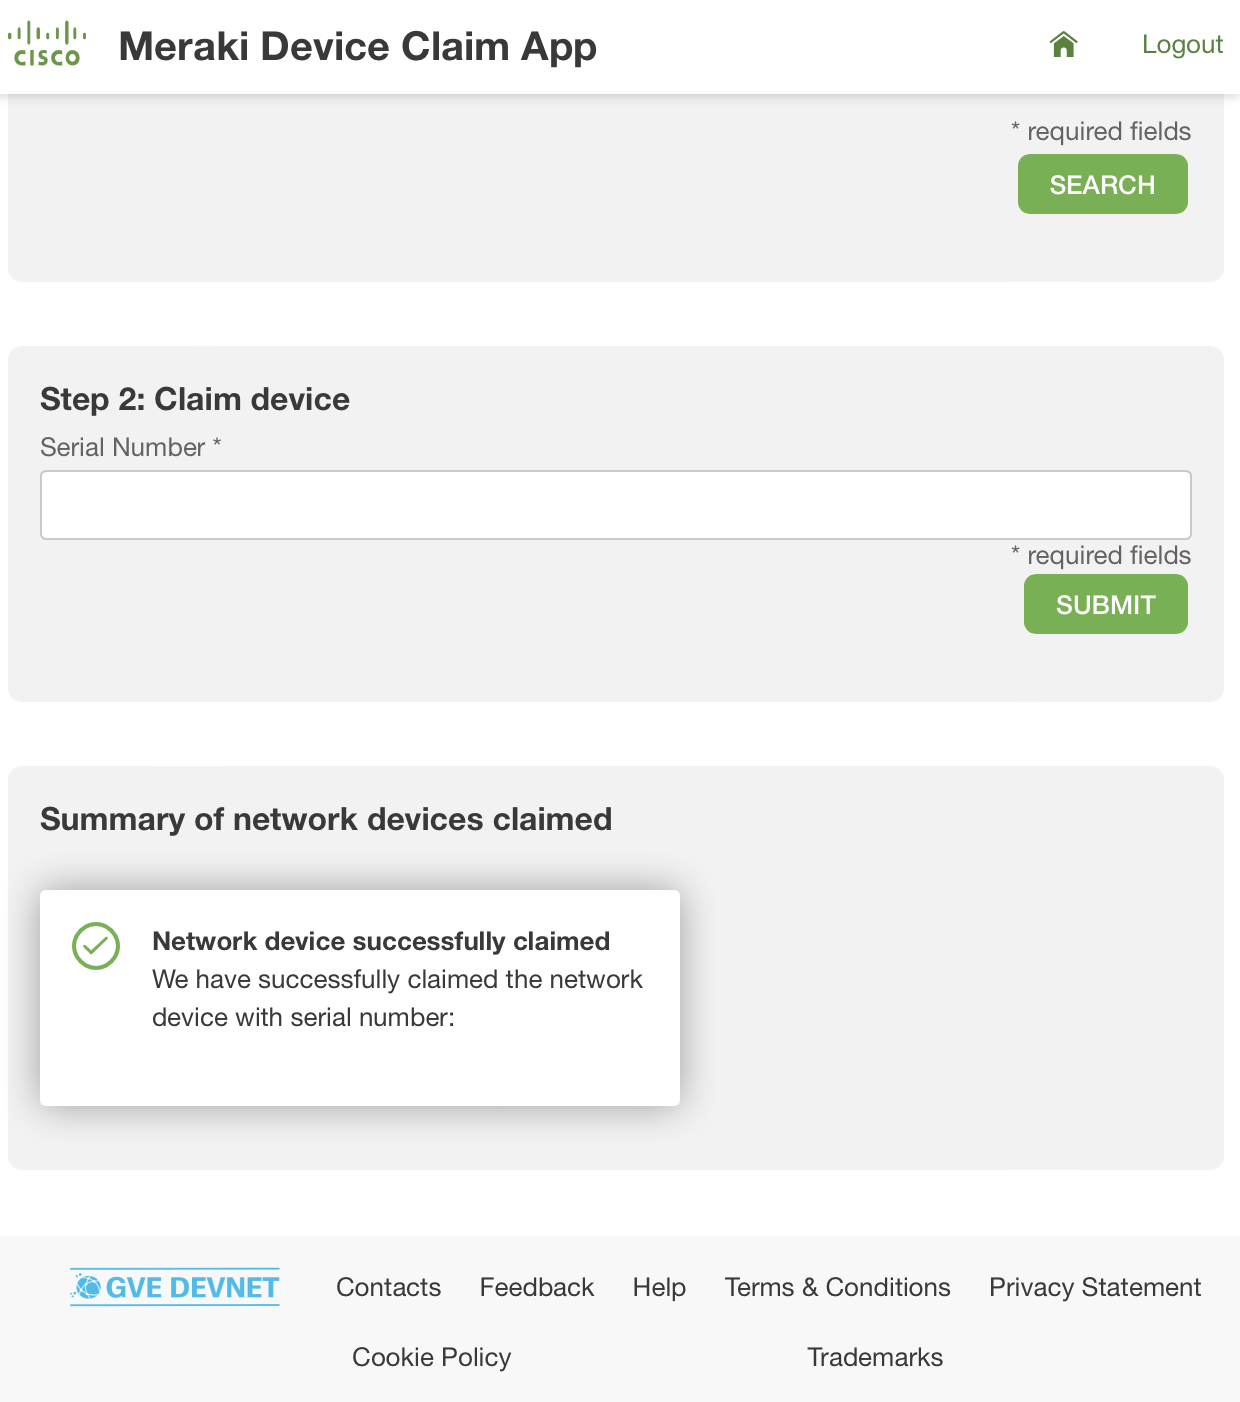 CISCO
Meraki Device Claim App
Logout
* required fields
SEARCH
Step 2: Claim device
Serial Number *
* required fields
SUBMIT
Summary of network devices claimed
Network device successfully claimed
We have successfully claimed the network
device with serial number:
GVE DEVNET
Contacts
Feedback
Help
Terms & Conditions
Privacy Statement
Cookie Policy
Trademarks